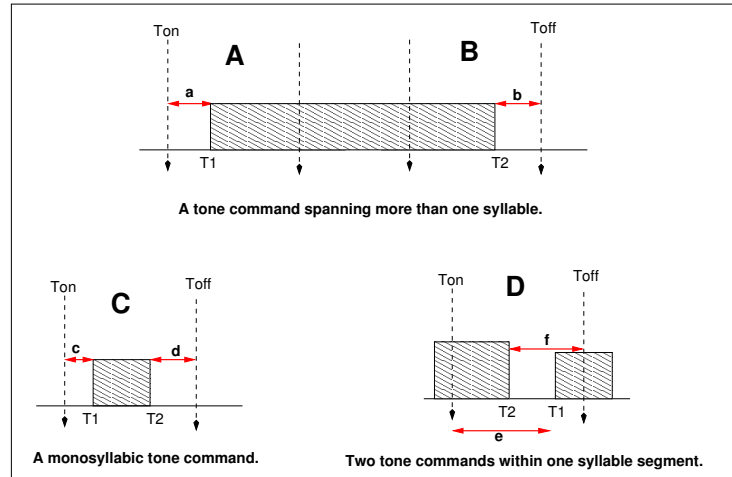 Ton
Toff
A
B
a
b
T1
T2
A tone command spanning more than one syllable.
Ton
Toff
C
c
d
T1
T2
A monosyllabic tone command.
Ton
Toff
D
f
T2
T1
e
Two tone commands within one syllable segment.